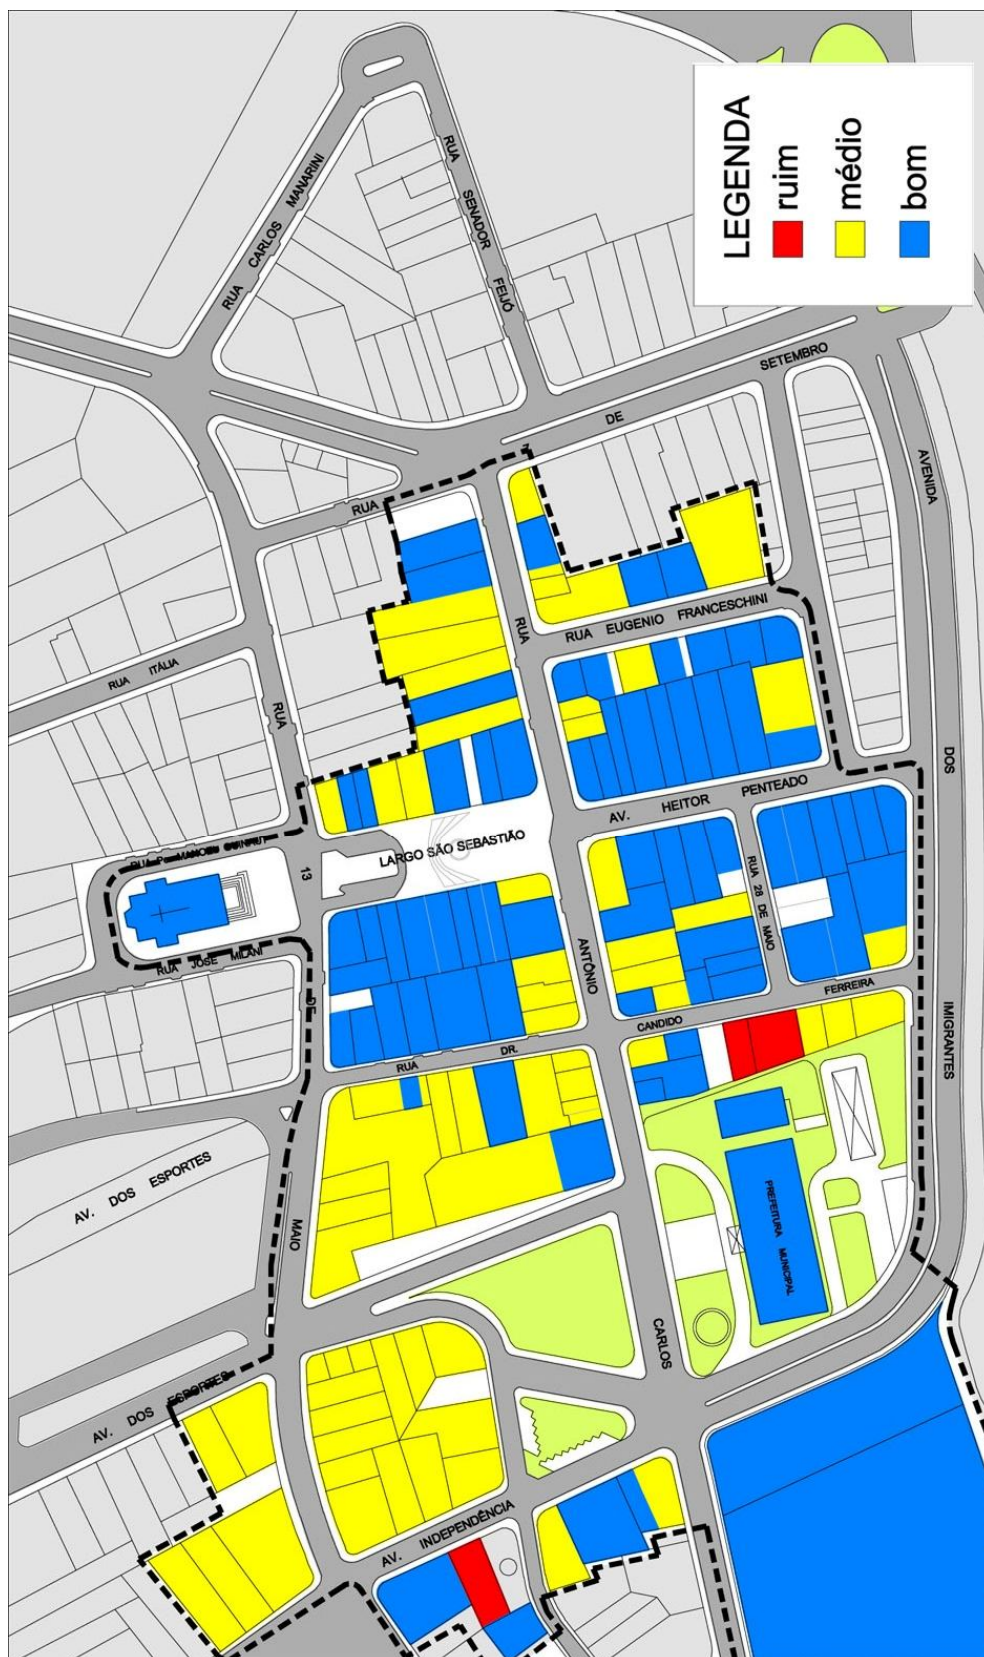 LEGENDA
ruim
médio
bom
RUA CARLOS MANARINI
RUA SENADOR FEIJÓ
RUA
DE
SETEMBRO
AVENIDA
DOS
IMIGRANTES
RUA ITÁLIA
RUA
13
DE
MAIO
RUA
ANTÔNIO
CARLOS
RUA EUGENIO FRANCESCHINI
AV. HEITOR PENTEADO
LARGO SÃO SEBASTIÃO
RUA 28 DE MAIO
RUA JOSÉ MILANI
RUA
DR.
CANDIDO
FERREIRA
AV. DOS ESPORTES
PREFEITURA MUNICIPAL
AV. DOS ESPORTES
AV. INDEPENDÊNCIA